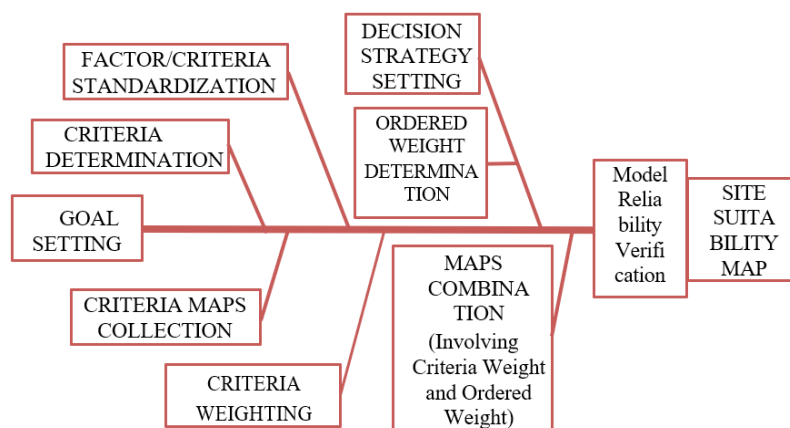 DECISION
STRATEGY
SETTING
FACTOR/CRITERIA
STANDARDIZATION
ORDERED
WEIGHT
DETERMINA
TION
CRITERIA
DETERMINATION
GOAL
SETTING
Model
Relia
bility
Verifi
cation
SITE
SUITA
BILITY
MAP
CRITERIA MAPS
COLLECTION
MAPS
COMBINA
TION
(Involving
Criteria Weight
and Ordered
Weight)
CRITERIA
WEIGHTING